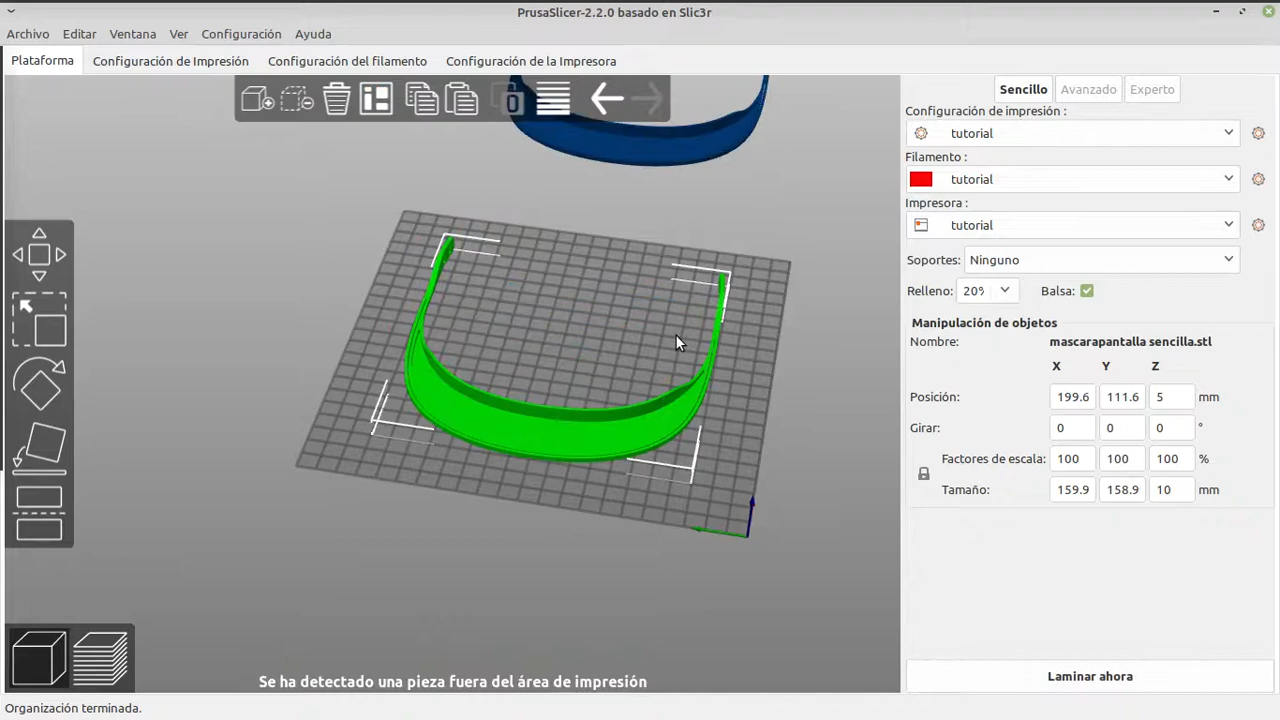 PrusaSlicer-2.2.0 basado en Slic3r
Archivo Editar Ventana Ver Configuración Ayuda
Plataforma Configuración de Impresión Configuración del filamento Configuración de la Impresora
0
Sencillo Avanzado Experto
Configuración de impresión :
tutorial
Filamento :
tutorial
Impresora :
tutorial
Soportes: Ninguno
Relleno: 20% Balsa:
Manipulación de objetos
Nombre: mascarapantalla sencilla.stl
X Y Z
Posición: 199.6 111.6 5 mm
Girar: 0 0 0 °
Factores de escala: 100 100 100 %
Tamaño: 159.9 158.9 10 mm
Laminar ahora
Se ha detectado una pieza fuera del área de impresión
Organización terminada.